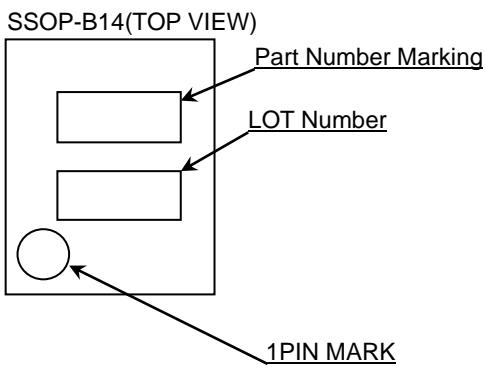 SSOP-B14(TOP VIEW)
Part Number Marking
LOT Number
1PIN MARK